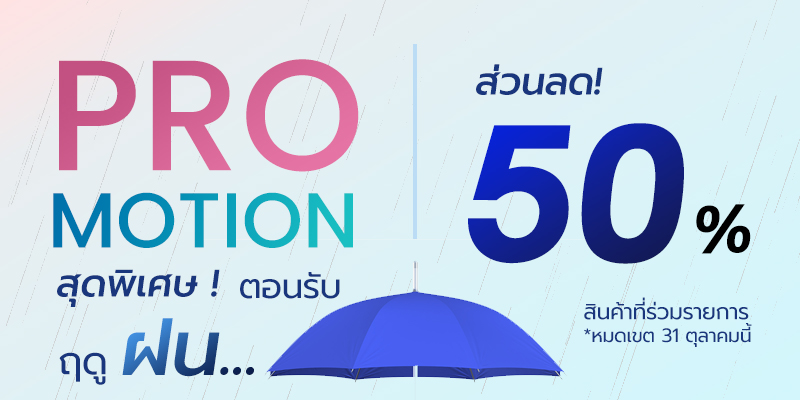 PRO
MOTION
สุดพิเศษ ! ตอนรับ
ฤดู ฝน...
ส่วนลด!
50%
สินค้าที่ร่วมรายการ
*หมดเขต 31 ตุลาคมนี้